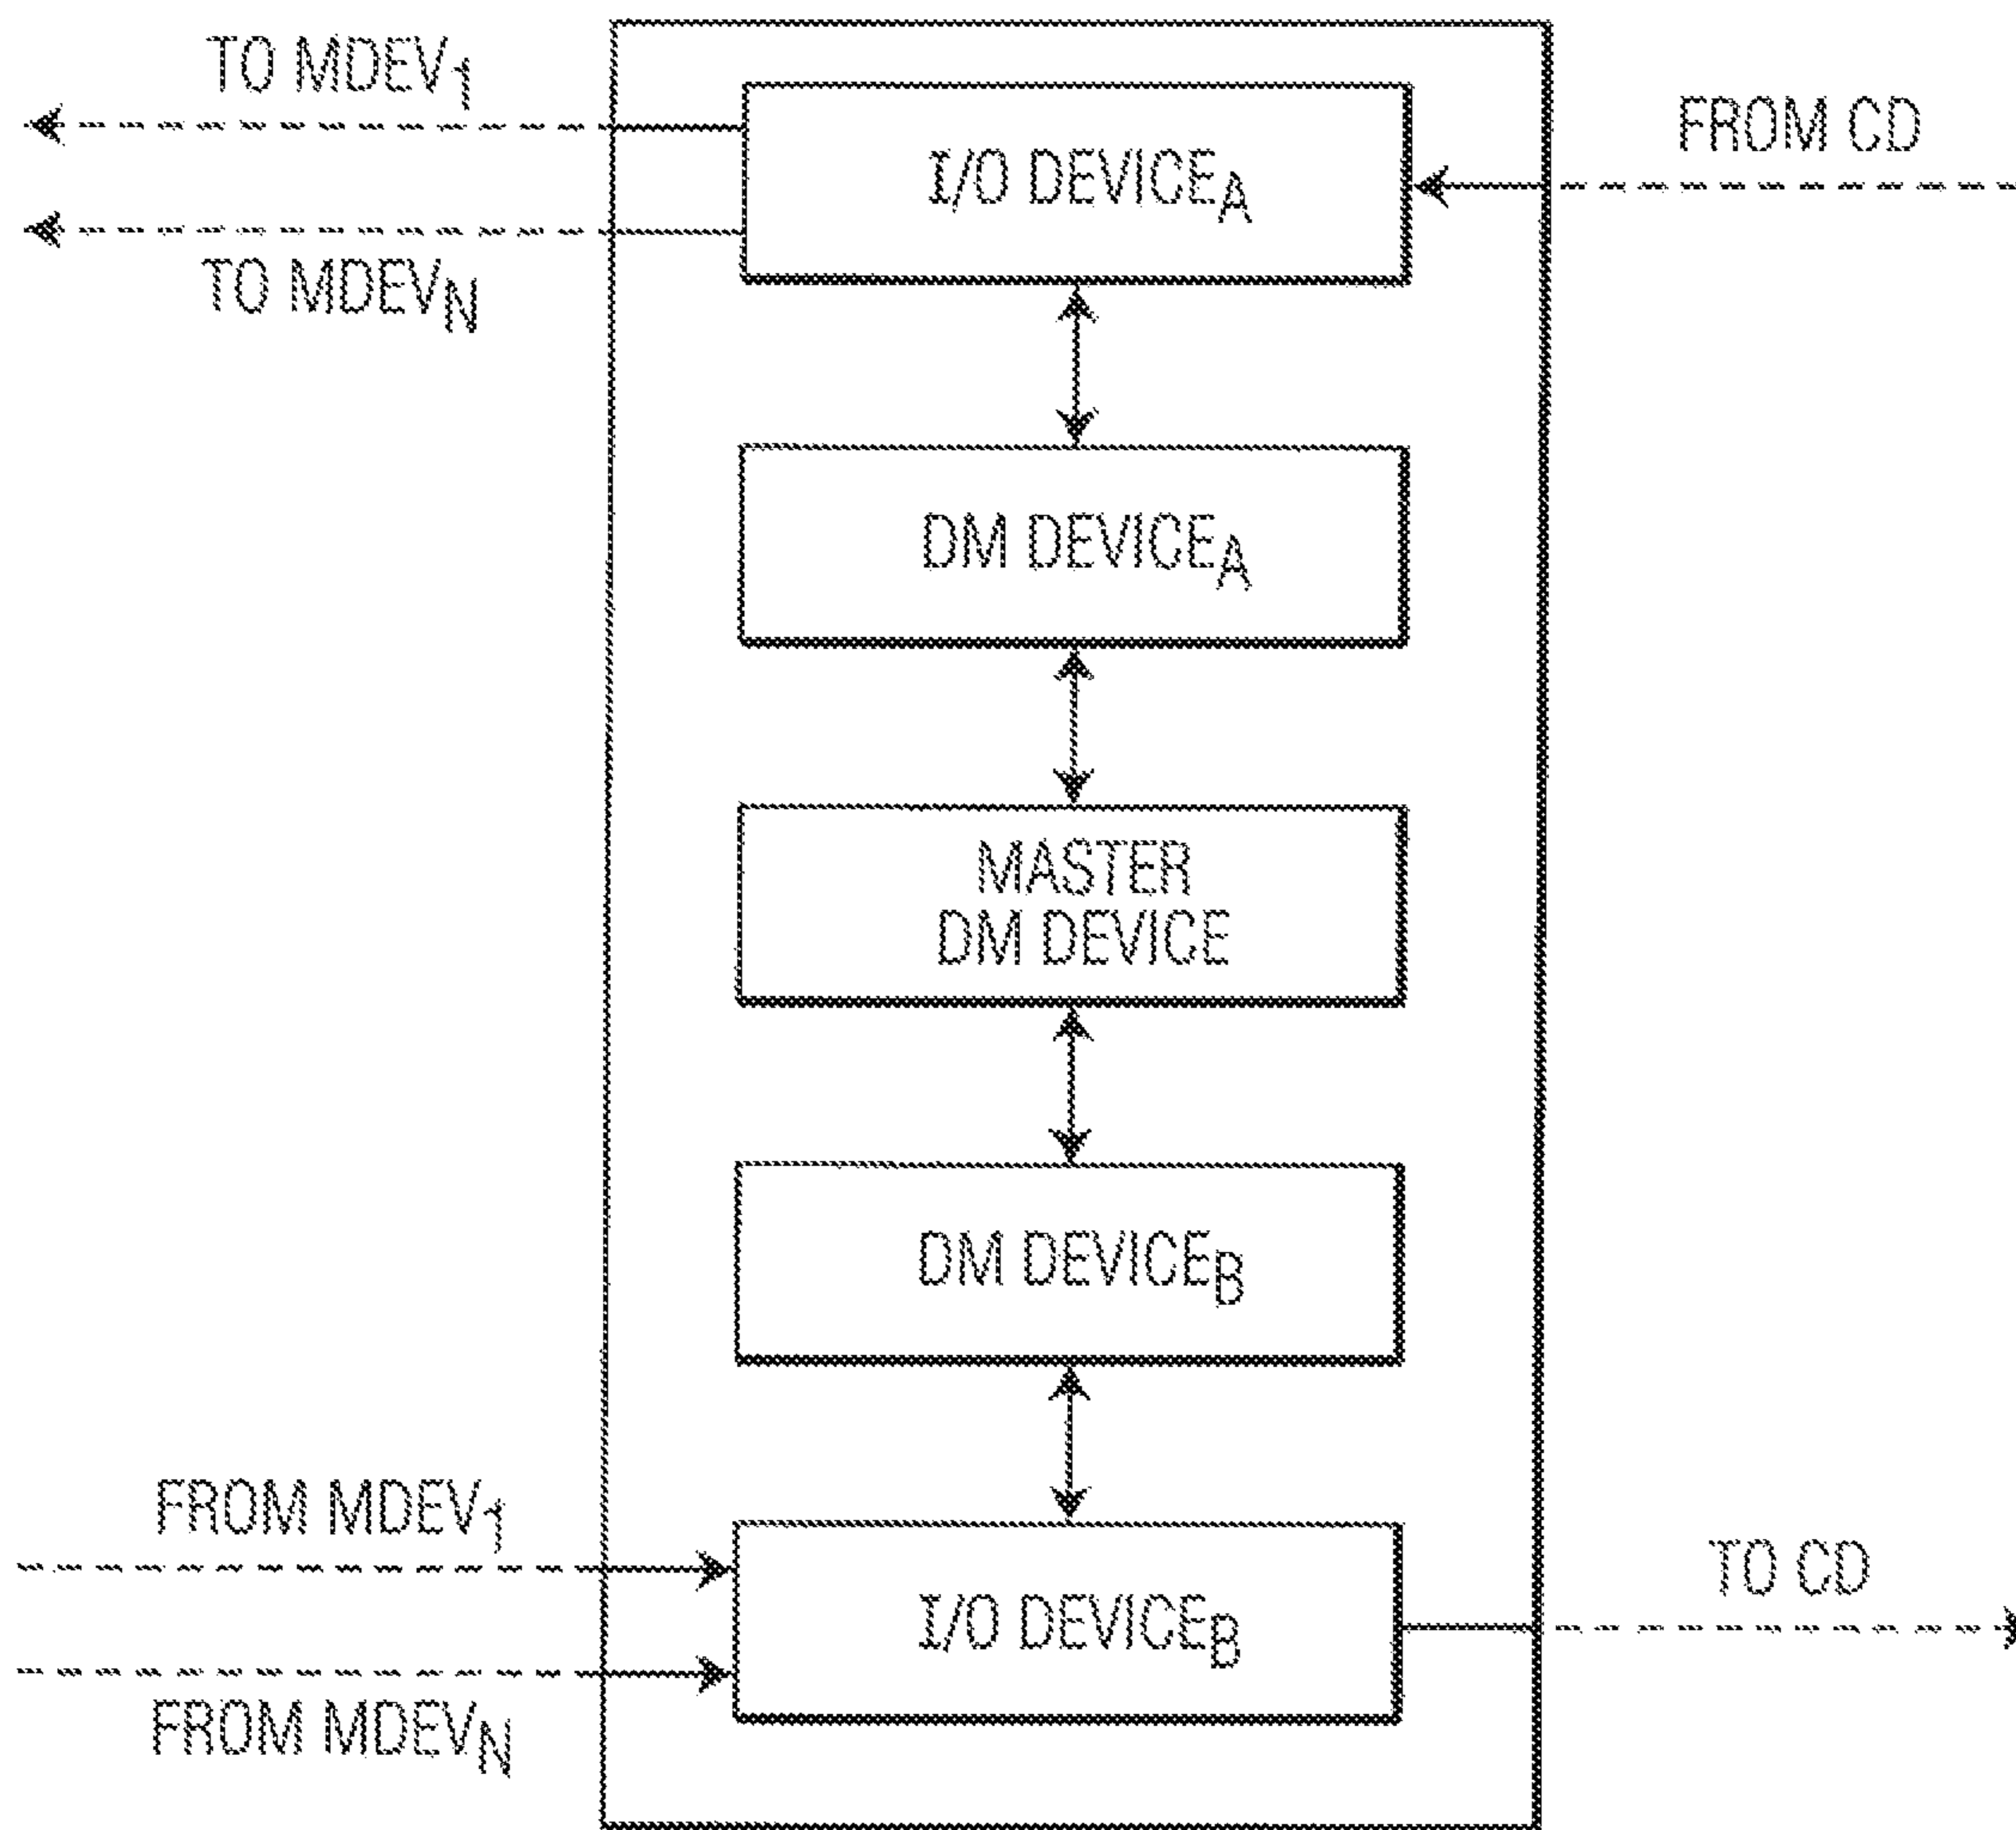 TO MDEV1
FROM CD
I/O DEVICEA
TO MDEVN
DM DEVICEA
MASTER
DM DEVICE
DM DEVICEB
FROM MDEV1
TO CD
I/O DEVICEB
FROM MDEVN